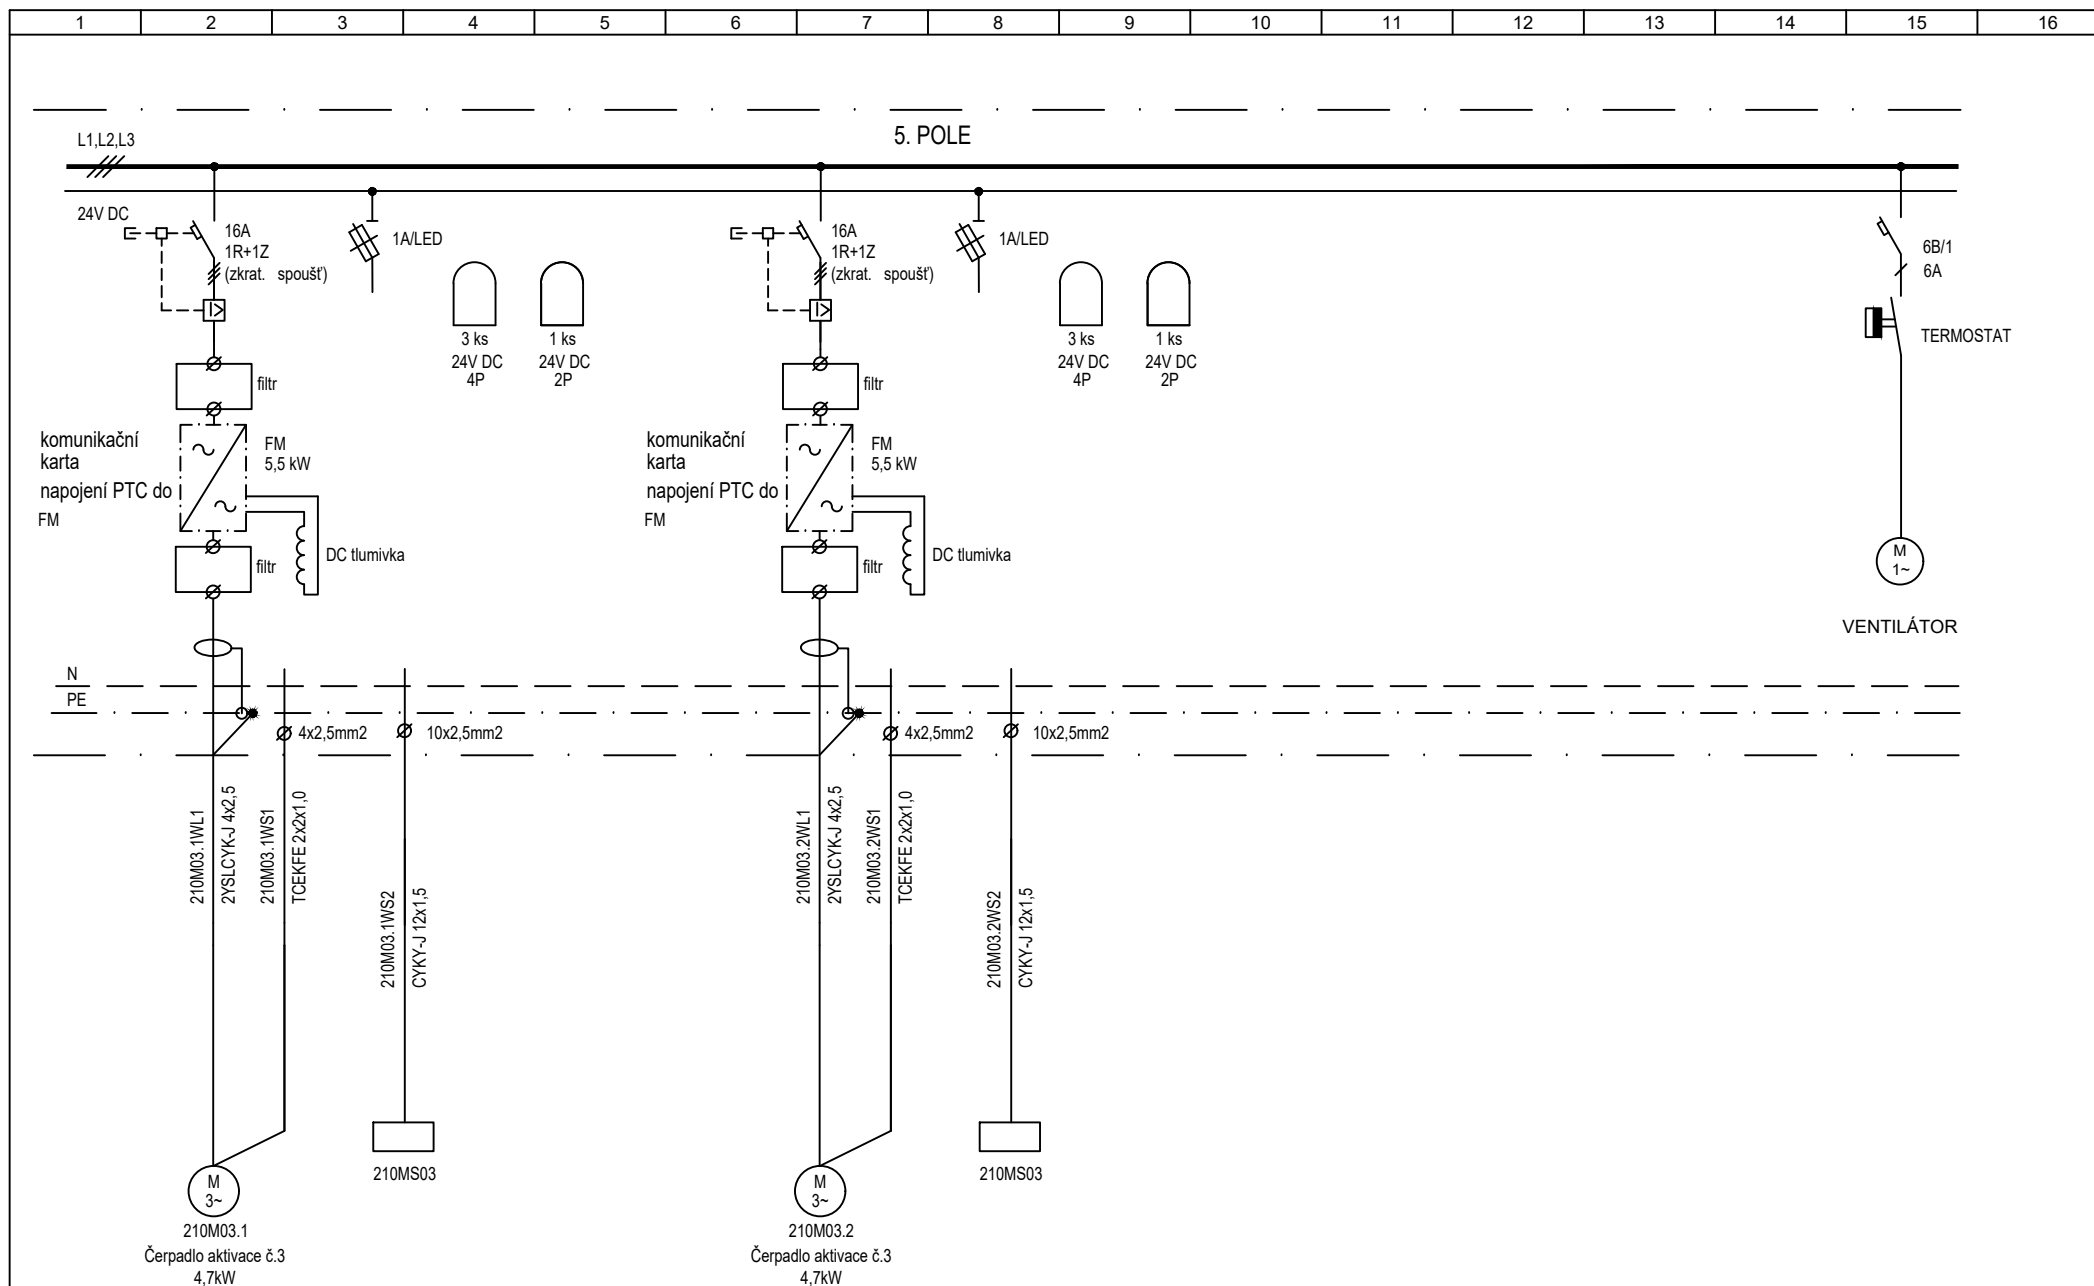 1 2 3 4 5 6 7 8 9 10 11 12 13 14 15 16
5. POLE
L1,L2,L3
24V DC
16A
1R+1Z
(zkrat. spoušť)
1A/LED
3 ks
24V DC
4P
1 ks
24V DC
2P
filtr
komunikační
karta
napojení PTC do
FM
FM
5,5 kW
DC tlumivka
filtr
16A
1R+1Z
(zkrat. spoušť)
1A/LED
3 ks
24V DC
4P
1 ks
24V DC
2P
filtr
komunikační
karta
napojení PTC do
FM
FM
5,5 kW
DC tlumivka
filtr
6B/1
6A
TERMOSTAT
M
1~
VENTILÁTOR
N
PE
4x2,5mm2
10x2,5mm2
4x2,5mm2
10x2,5mm2
210M03.1WL1
2YSLCYK-J 4x2,5
210M03.1WS1
TCEKFE 2x2x1,0
210M03.1WS2
CYKY-J 12x1,5
210M03.2WL1
2YSLCYK-J 4x2,5
210M03.2WS1
TCEKFE 2x2x1,0
210M03.2WS2
CYKY-J 12x1,5
M
3~
210M03.1
Čerpadlo aktivace č.3
4,7kW
210MS03
M
3~
210M03.2
Čerpadlo aktivace č.3
4,7kW
210MS03